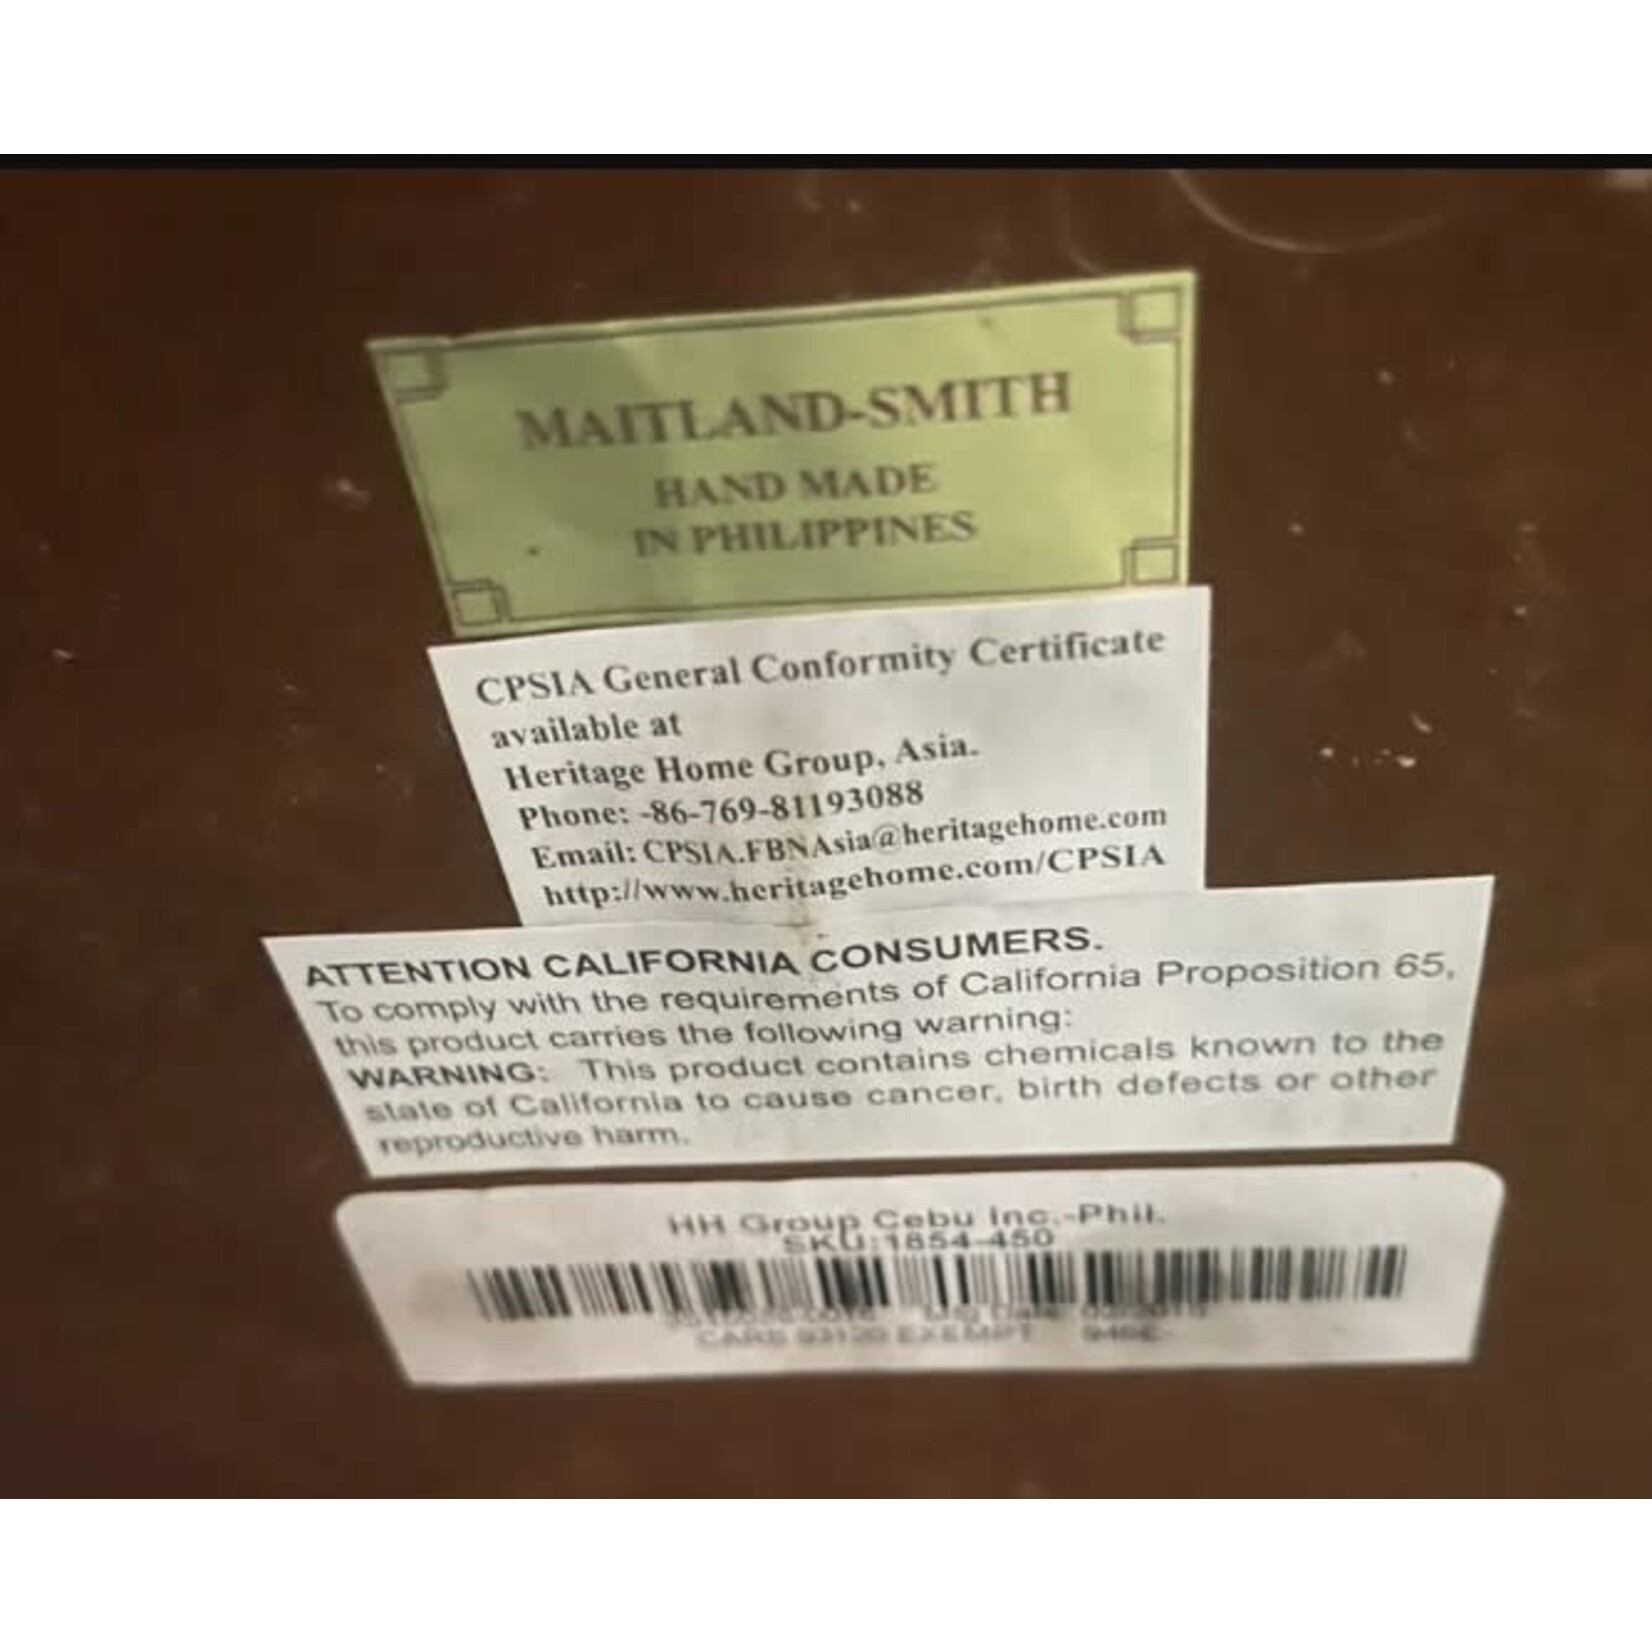 MAITLAND-SMITH
HAND MADE
IN PHILIPPINES
CPSIA General Conformity Certificate
available at
Heritage Home Group, Asia.
Phone: -86-769-81193088
Email: CPSIA.FBNAsia@heritagehome.com
http://www.heritagehome.com/CPSIA
ATTENTION CALIFORNIA CONSUMERS.
To comply with the requirements of California Proposition 65,
this product carries the following warning:
WARNING: This product contains chemicals known to the
state of California to cause cancer, birth defects or other
reproductive harm.
HH Group Cebu Inc.-Phil.
SKU:1854-450
CARB 93120 EXEMPT